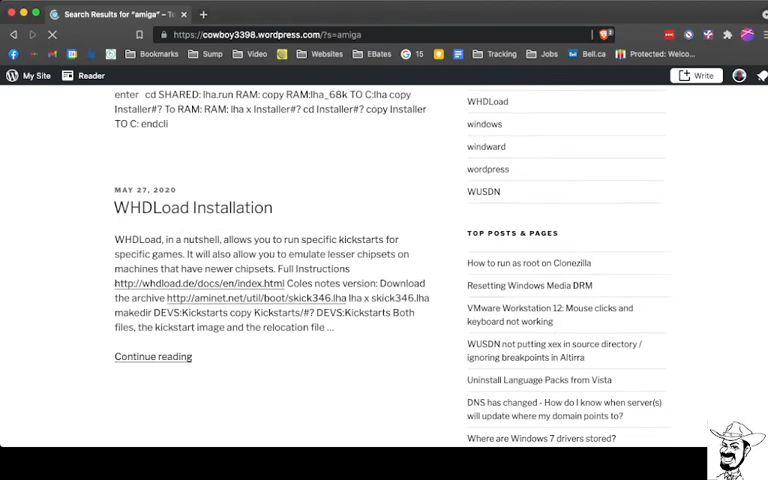 Search Results for "amiga" – To
https://cowboy3398.wordpress.com/?s=amiga
Bookmarks Sump Video Websites EBates 15 Tracking Jobs Bell.ca Protected: Welco...
My Site Reader Write
enter cd SHARED: lha.run RAM: copy RAM:lha_68k TO C:lha copy
Installer#? To RAM: RAM: lha x Installer#? cd Installer#? copy Installer
TO C: endcli
MAY 27, 2020
WHDLoad Installation
WHDLoad, in a nutshell, allows you to run specific kickstarts for
specific games. It will also allow you to emulate lesser chipsets on
machines that have newer chipsets. Full Instructions
http://whdload.de/docs/en/index.html Coles notes version: Download
the archive http://aminet.net/util/boot/skick346.lha lha x skick346.lha
makedir DEVS:Kickstarts copy Kickstarts/#? DEVS:Kickstarts Both
files, the kickstart image and the relocation file ...
Continue reading
WHDLoad
windows
windward
wordpress
WUSDN
TOP POSTS & PAGES
How to run as root on Clonezilla
Resetting Windows Media DRM
VMware Workstation 12: Mouse clicks and
keyboard not working
WUSDN not putting xex in source directory /
ignoring breakpoints in Altirra
Uninstall Language Packs from Vista
DNS has changed - How do I know when server(s)
will update where my domain points to?
Where are Windows 7 drivers stored?